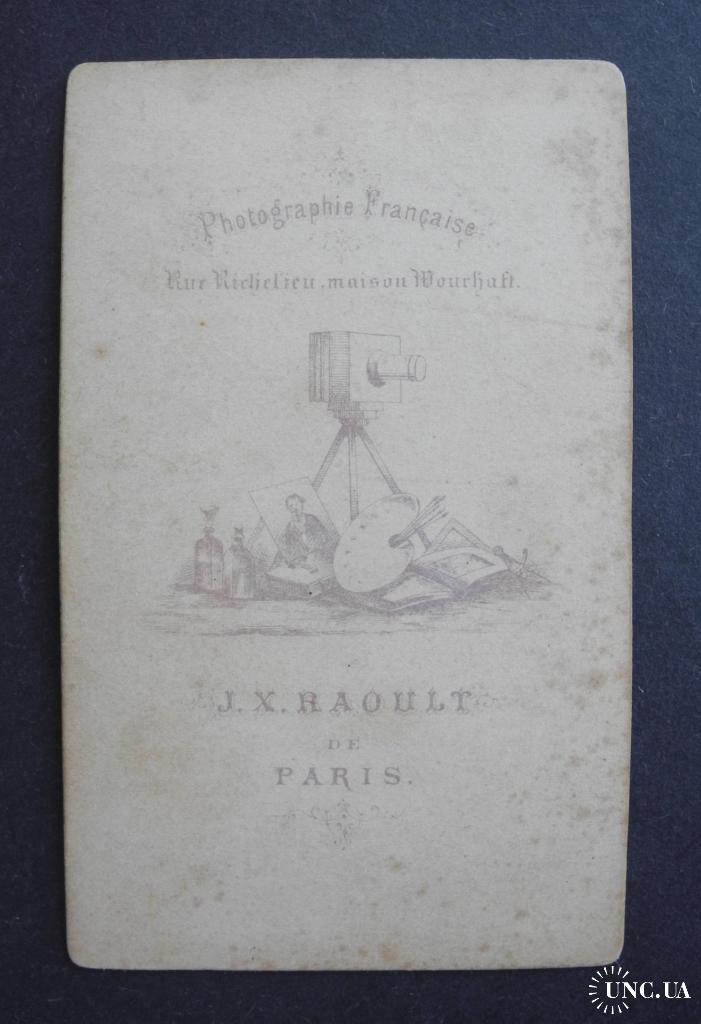 Photographie Française
Rue Richelieu, maison Wourhaft.
J. X. RAOULT
DE
PARIS.
UNC.UA